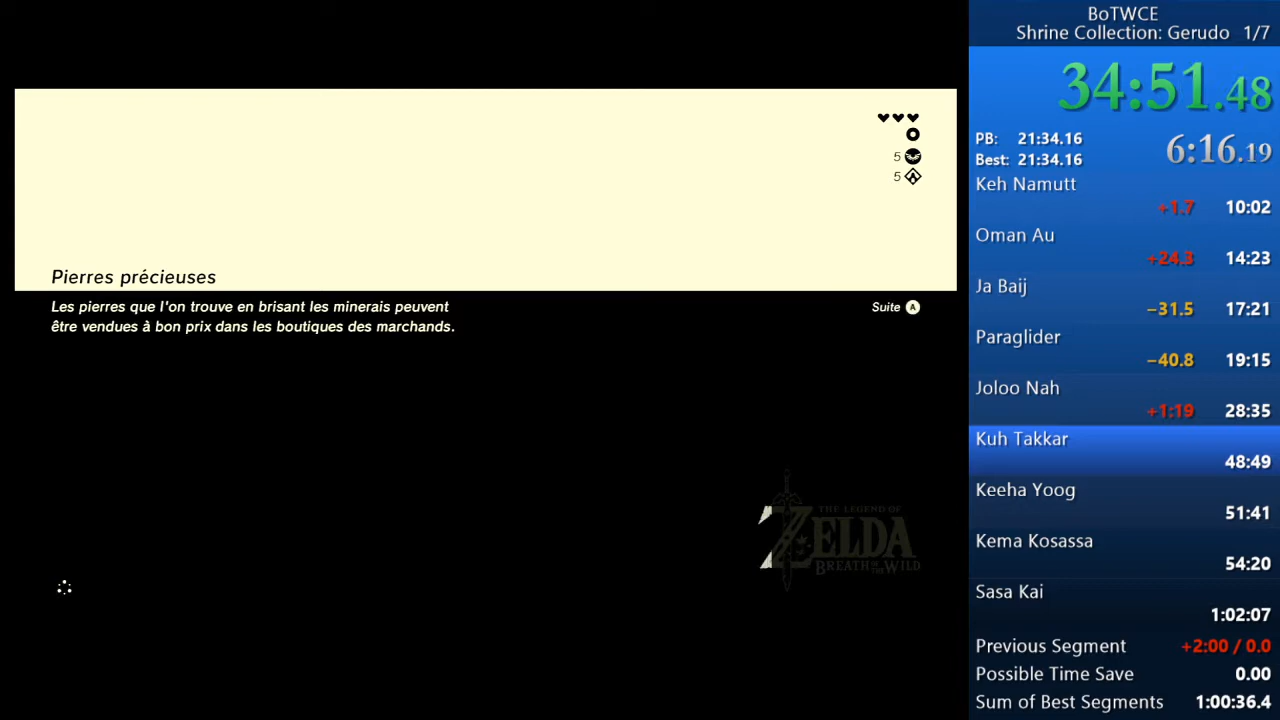 5
5
Pierres précieuses
Les pierres que l'on trouve en brisant les minerais peuvent
être vendues à bon prix dans les boutiques des marchands.
Suite A
THE LEGEND OF
ZELDA
BREATH OF THE WILD
BoTWCE
Shrine Collection: Gerudo 1/7
34:51.48
PB: 21:34.16
Best: 21:34.16
6:16.19
Keh Namutt
+1.7 10:02
Oman Au
+24.3 14:23
Ja Baij
−31.5 17:21
Paraglider
−40.8 19:15
Joloo Nah
+1:19 28:35
Kuh Takkar
48:49
Keeha Yoog
51:41
Kema Kosassa
54:20
Sasa Kai
1:02:07
Previous Segment +2:00 / 0.0
Possible Time Save 0.00
Sum of Best Segments 1:00:36.4